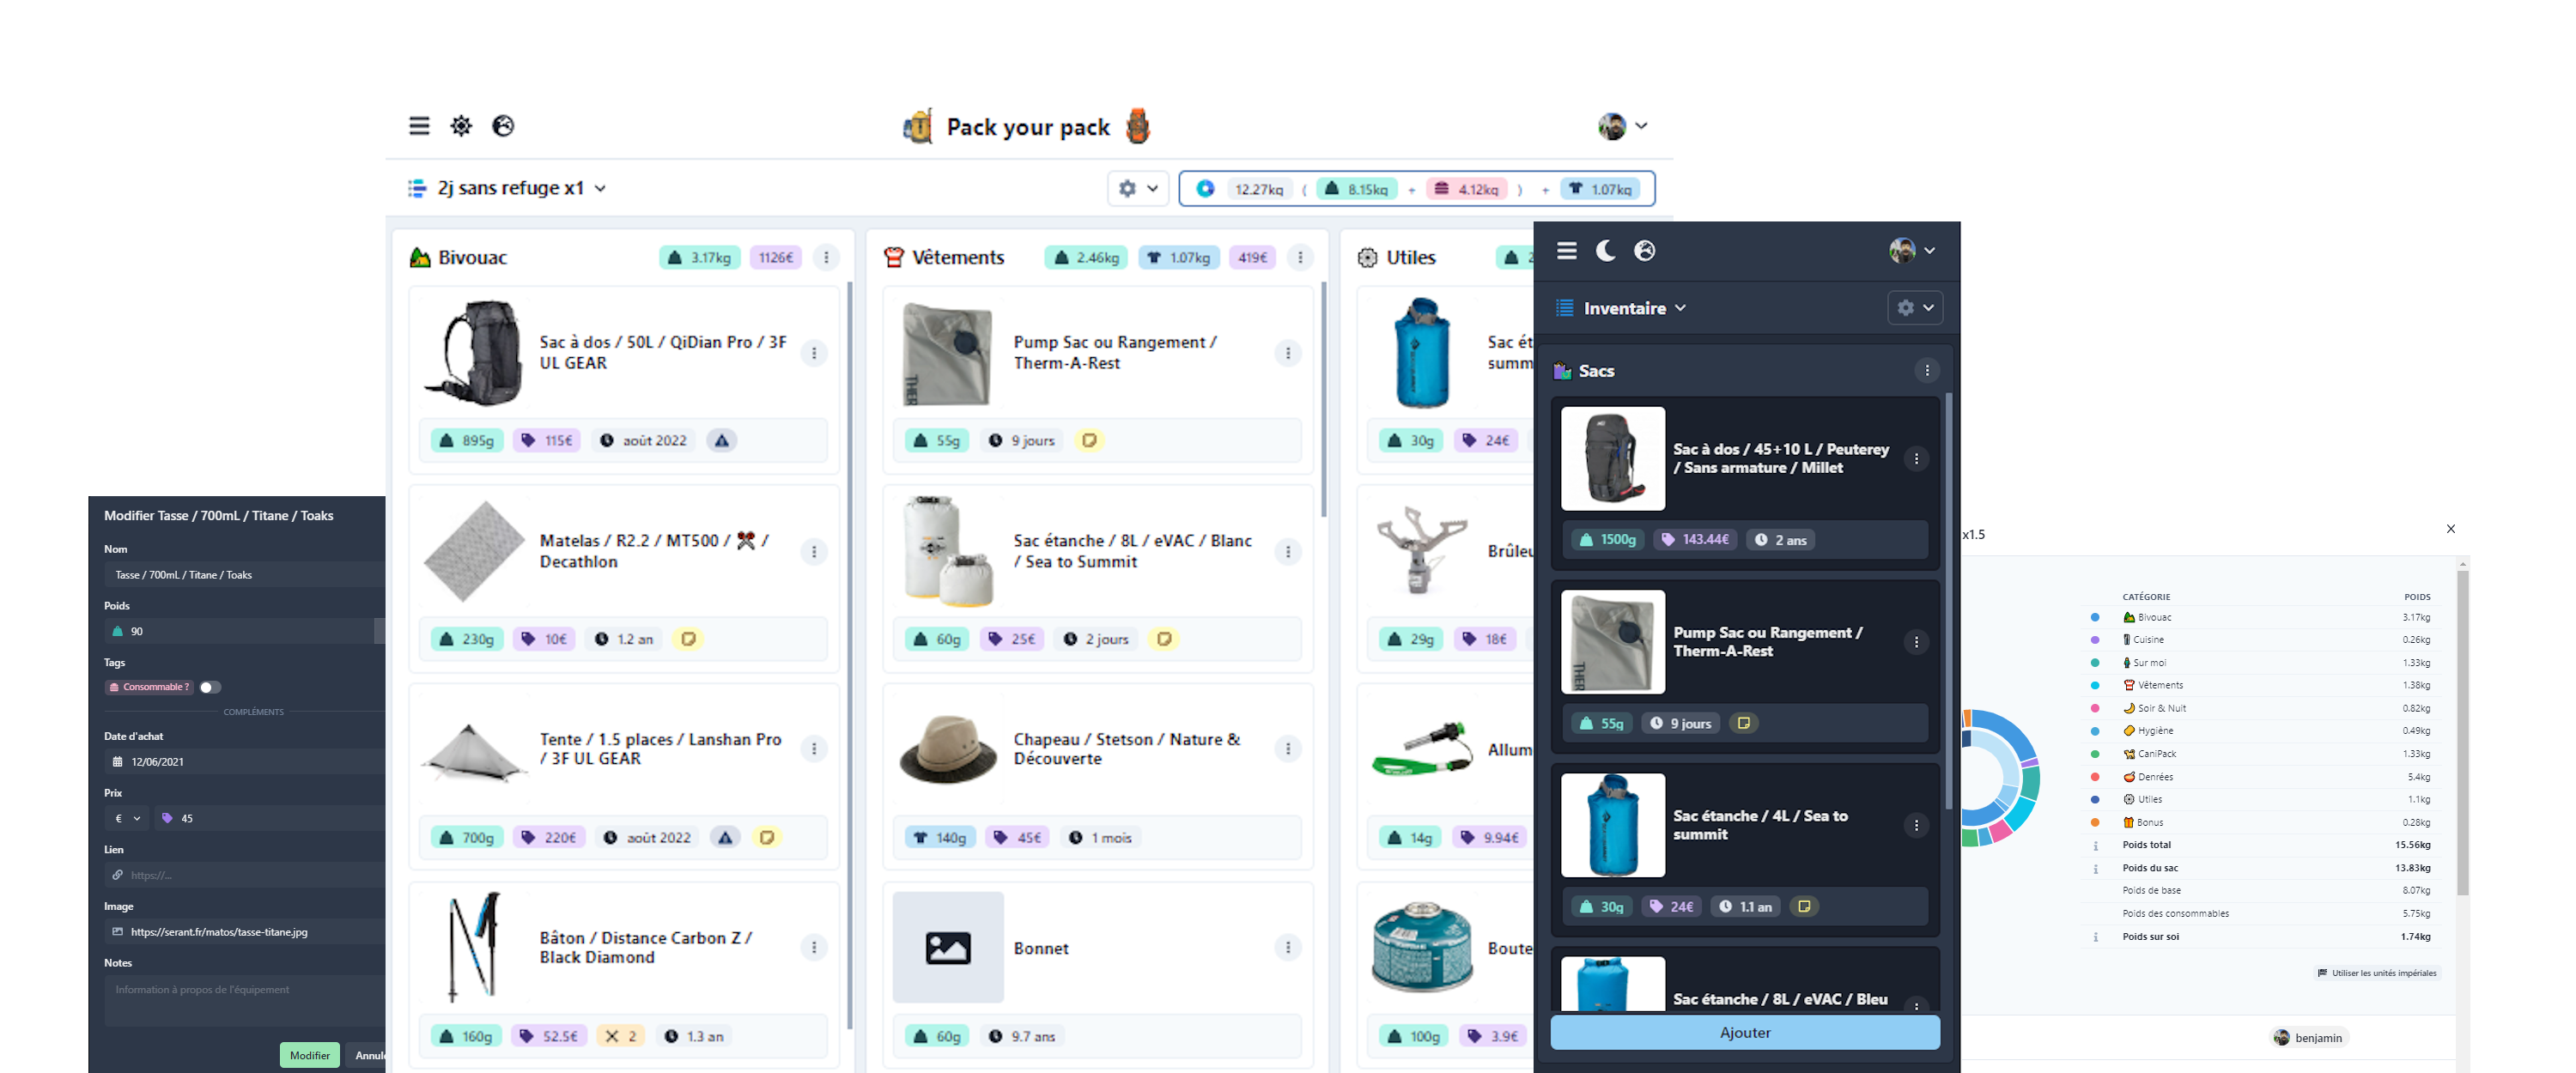 Pack your pack
2j sans refuge x1
12.27kg ( 8.15kg + 4.12kg ) + 1.07kg
Bivouac
3.17kg 1126€
Sac à dos / 50L / QiDian Pro / 3F
UL GEAR
895g 115€ août 2022
Matelas / R2.2 / MT500 / /
Decathlon
230g 10€ 1.2 an
Tente / 1.5 places / Lanshan Pro
/ 3F UL GEAR
700g 220€ août 2022
Bâton / Distance Carbon Z /
Black Diamond
160g 52.5€ 2 1.3 an
Vêtements
2.46kg 1.07kg 419€
Pump Sac ou Rangement /
Therm-A-Rest
THER
55g 9 jours
Sac étanche / 8L / eVAC / Blanc
/ Sea to Summit
60g 25€ 2 jours
Chapeau / Stetson / Nature &
Découverte
140g 45€ 1 mois
Bonnet
60g 9.7 ans
Utiles
2
Sac ét
summ
30g 24€
Brûleu
29g 18€
Allum
14g 9.94€
Boute
100g 3.9€
Inventaire
Sacs
Sac à dos / 45+10 L / Peuterey
/ Sans armature / Millet
1500g 143.44€ 2 ans
Pump Sac ou Rangement /
Therm-A-Rest
THER
55g 9 jours
Sac étanche / 4L / Sea to
summit
30g 24€ 1.1 an
Sac étanche / 8L / eVAC / Bleu
Ajouter
Modifier Tasse / 700mL / Titane / Toaks
Nom
Tasse / 700mL / Titane / Toaks
Poids
90
Tags
Consommable ?
COMPLÉMENTS
Date d'achat
12/06/2021
Prix
€ 45
Lien
https://...
Image
https://serant.fr/matos/tasse-titane.jpg
Notes
Information à propos de l'équipement
Modifier Annule
x1.5
CATÉGORIE POIDS
Bivouac 3.17kg
Cuisine 0.26kg
Sur moi 1.33kg
Vêtements 1.38kg
Soir & Nuit 0.82kg
Hygiène 0.49kg
CaniPack 1.33kg
Denrées 5.4kg
Utiles 1.1kg
Bonus 0.28kg
Poids total 15.56kg
Poids du sac 13.83kg
Poids de base 8.07kg
Poids des consommables 5.75kg
Poids sur soi 1.74kg
Utiliser les unités impériales
benjamin